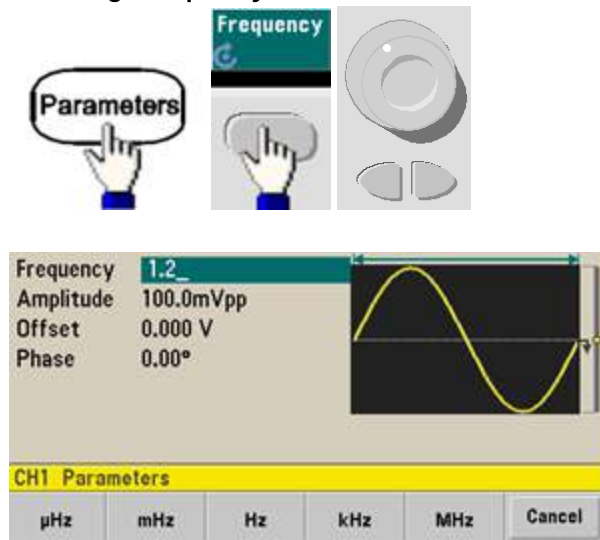 Frequency
Parameters
Frequency 1.2_
Amplitude 100.0mVpp
Offset 0.000 V
Phase 0.00°
CH1 Parameters
µHz mHz Hz kHz MHz Cancel